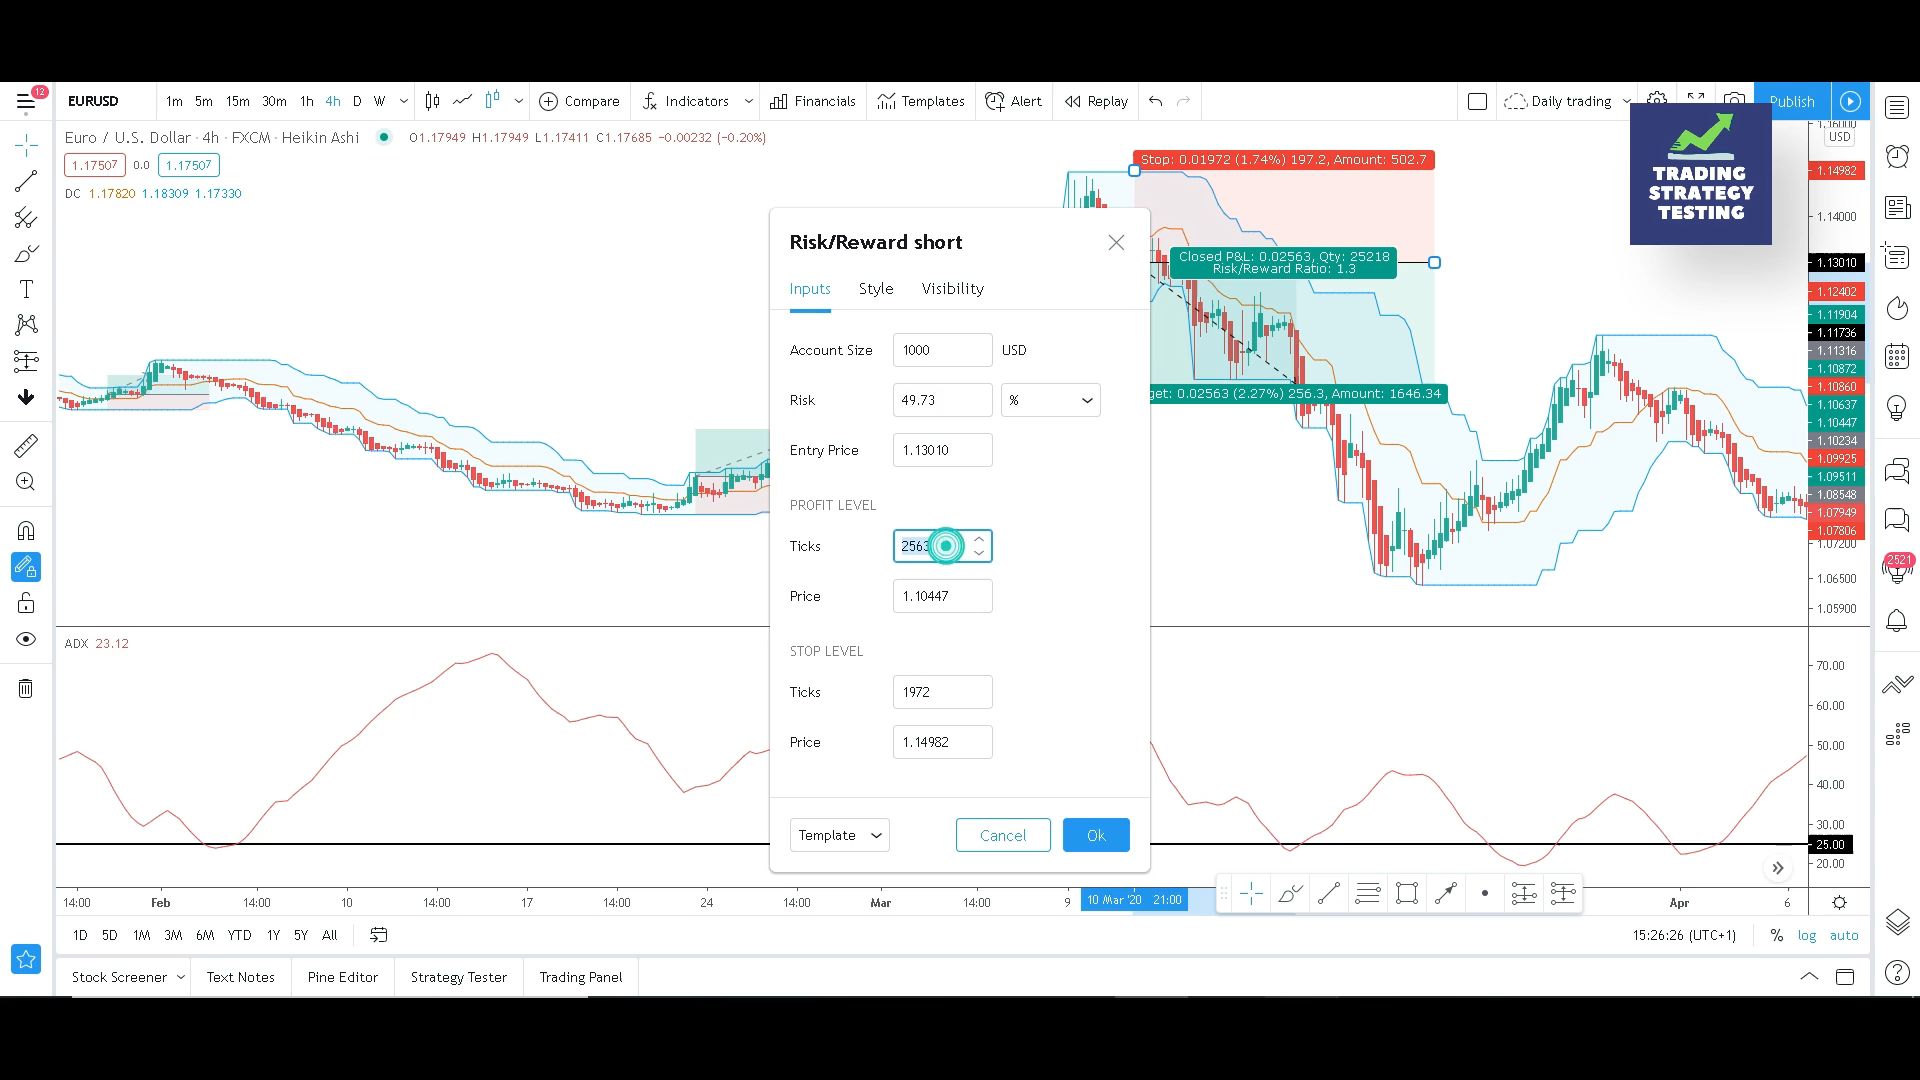 12
EURUSD
1m 5m 15m 30m 1h 4h D W
Compare
Indicators
Financials
Templates
Alert
Replay
Daily trading
Publish
Euro / U.S. Dollar · 4h · FXCM · Heikin Ashi
O1.17949 H1.17949 L1.17411 C1.17685 −0.00232 (−0.20%)
1.17507 0.0 1.17507
DC 1.17820 1.18309 1.17330
Stop: 0.01972 (1.74%) 197.2, Amount: 502.7
Closed P&L: 0.02563, Qty: 25218
Risk/Reward Ratio: 1.3
get: 0.02563 (2.27%) 256.3, Amount: 1646.34
TRADING
STRATEGY
TESTING
Risk/Reward short
Inputs Style Visibility
Account Size 1000 USD
Risk 49.73 %
Entry Price 1.13010
PROFIT LEVEL
Ticks 2563
Price 1.10447
STOP LEVEL
Ticks 1972
Price 1.14982
Template Cancel Ok
1.16000
USD
1.14982
1.14000
1.13010
1.12402
1.11904
1.11736
1.11316
1.10872
1.10860
1.10637
1.10447
1.10234
1.09925
1.09511
1.08548
1.07949
1.07806
1.07200
1.06500
1.05900
2521
ADX 23.12
70.00
60.00
50.00
40.00
30.00
25.00
20.00
14:00 Feb 14:00 10 14:00 17 14:00 24 14:00 Mar 14:00 9 10 Mar '20 21:00 Apr 6
1D 5D 1M 3M 6M YTD 1Y 5Y All
15:26:26 (UTC+1) % log auto
Stock Screener Text Notes Pine Editor Strategy Tester Trading Panel